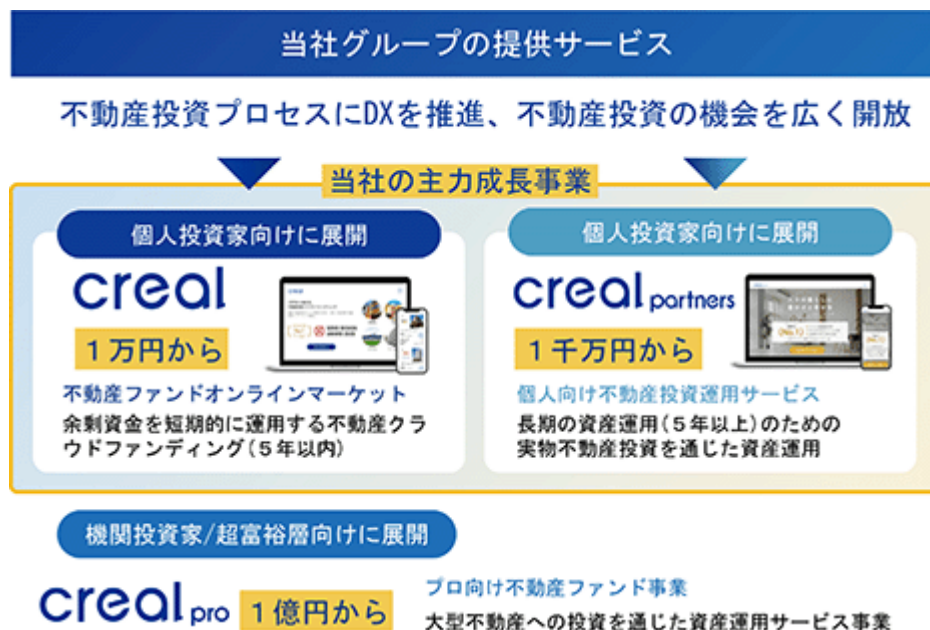 当社グループの提供サービス
不動産投資プロセスにDXを推進、不動産投資の機会を広く開放
当社の主力成長事業
個人投資家向けに展開
creal
1万円から
不動産ファンドオンラインマーケット
余剰資金を短期的に運用する不動産クラ
ウドファンディング(5年以内)
個人投資家向けに展開
creal partners
1千万円から
個人向け不動産投資運用サービス
長期の資産運用(5年以上)のための
実物不動産投資を通じた資産運用
機関投資家/超富裕層向けに展開
creal pro 1億円から
プロ向け不動産ファンド事業
大型不動産への投資を通じた資産運用サービス事業